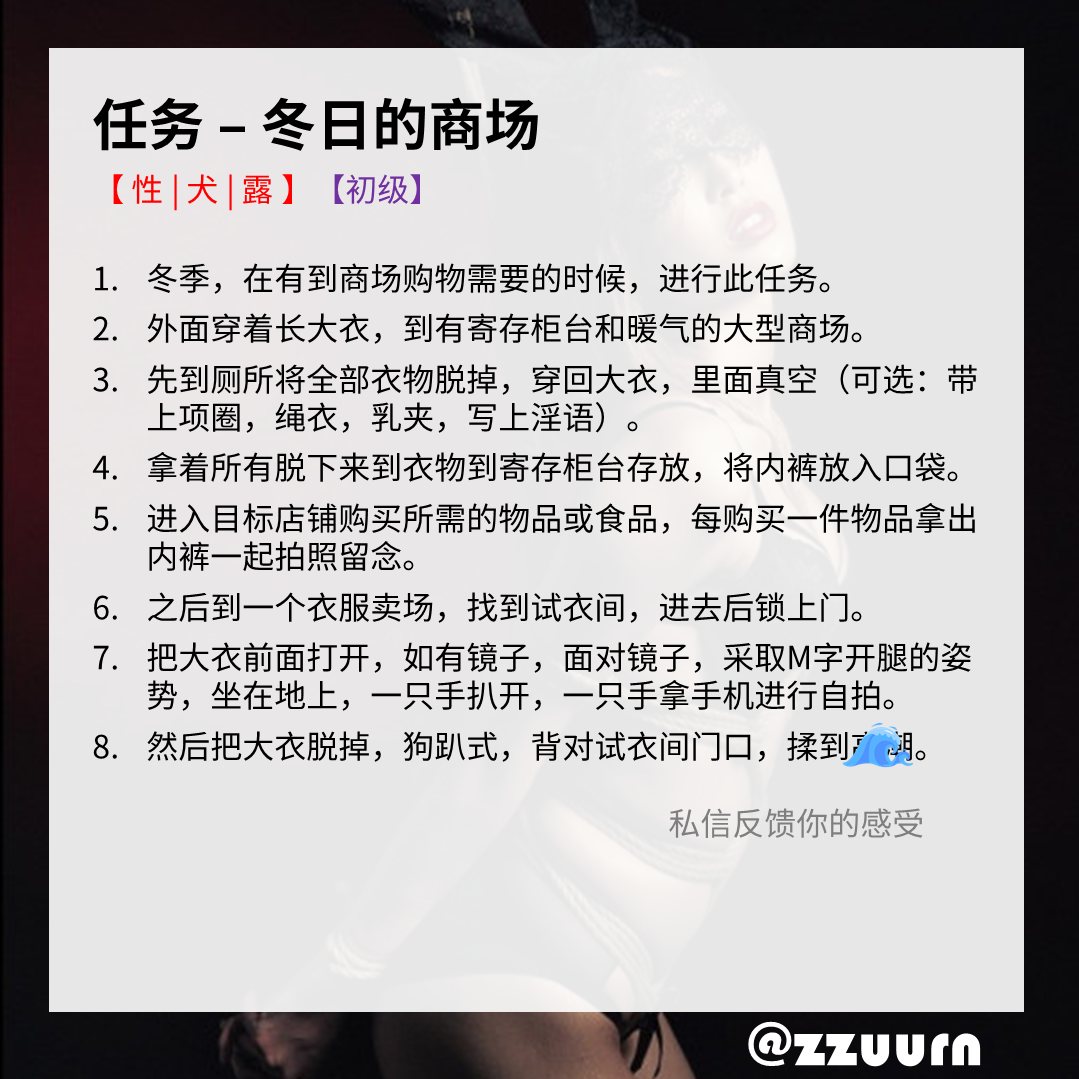 任务 – 冬日的商场
【 性 | 犬 | 露 】 【初级】
1. 冬季，在有到商场购物需要的时候，进行此任务。
2. 外面穿着长大衣，到有寄存柜台和暖气的大型商场。
3. 先到厕所将全部衣物脱掉，穿回大衣，里面真空（可选：带
上项圈，绳衣，乳夹，写上淫语）。
4. 拿着所有脱下来到衣物到寄存柜台存放，将内裤放入口袋。
5. 进入目标店铺购买所需的物品或食品，每购买一件物品拿出
内裤一起拍照留念。
6. 之后到一个衣服卖场，找到试衣间，进去后锁上门。
7. 把大衣前面打开，如有镜子，面对镜子，采取M字开腿的姿
势，坐在地上，一只手扒开，一只手拿手机进行自拍。
8. 然后把大衣脱掉，狗趴式，背对试衣间门口，揉到高潮。
私信反馈你的感受
@zzuurn